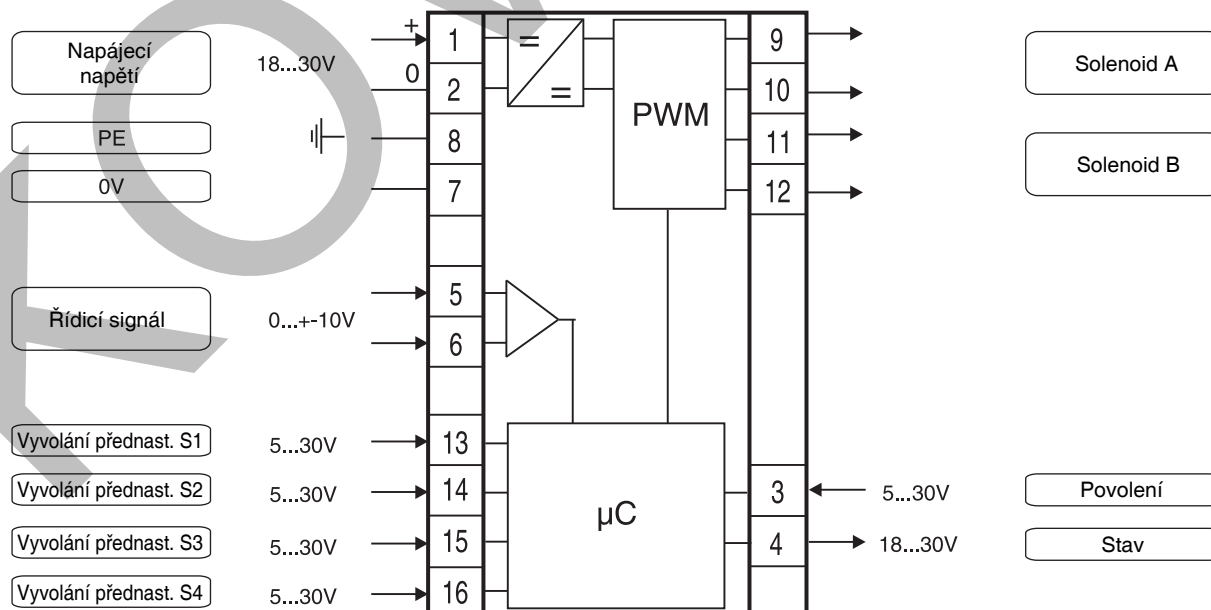 Napájecí
napětí
18...30V
+
0
1
2
=
=
PWM
9
10
11
12
Solenoid A
Solenoid B
PE
8
0V
7
Řídicí signál
0...+-10V
5
6
Vyvolání přednast. S1
5...30V
13
Vyvolání přednast. S2
5...30V
14
Vyvolání přednast. S3
5...30V
15
Vyvolání přednast. S4
5...30V
16
µC
3
5...30V
Povolení
4
18...30V
Stav